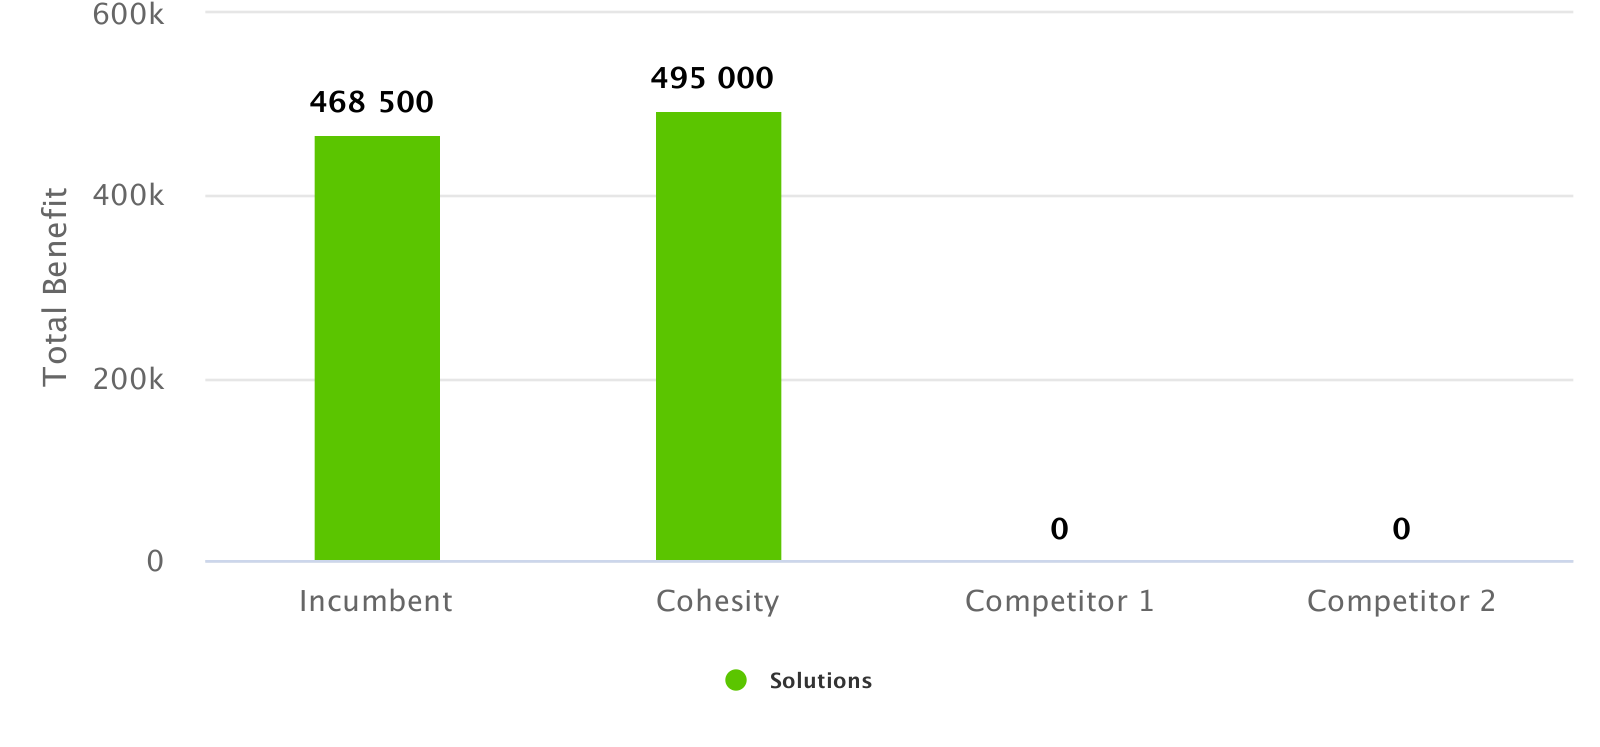 600k
468 500
495 000
400k
Total Benefit
200k
0
0
0
Incumbent
Cohesity
Competitor 1
Competitor 2
Solutions